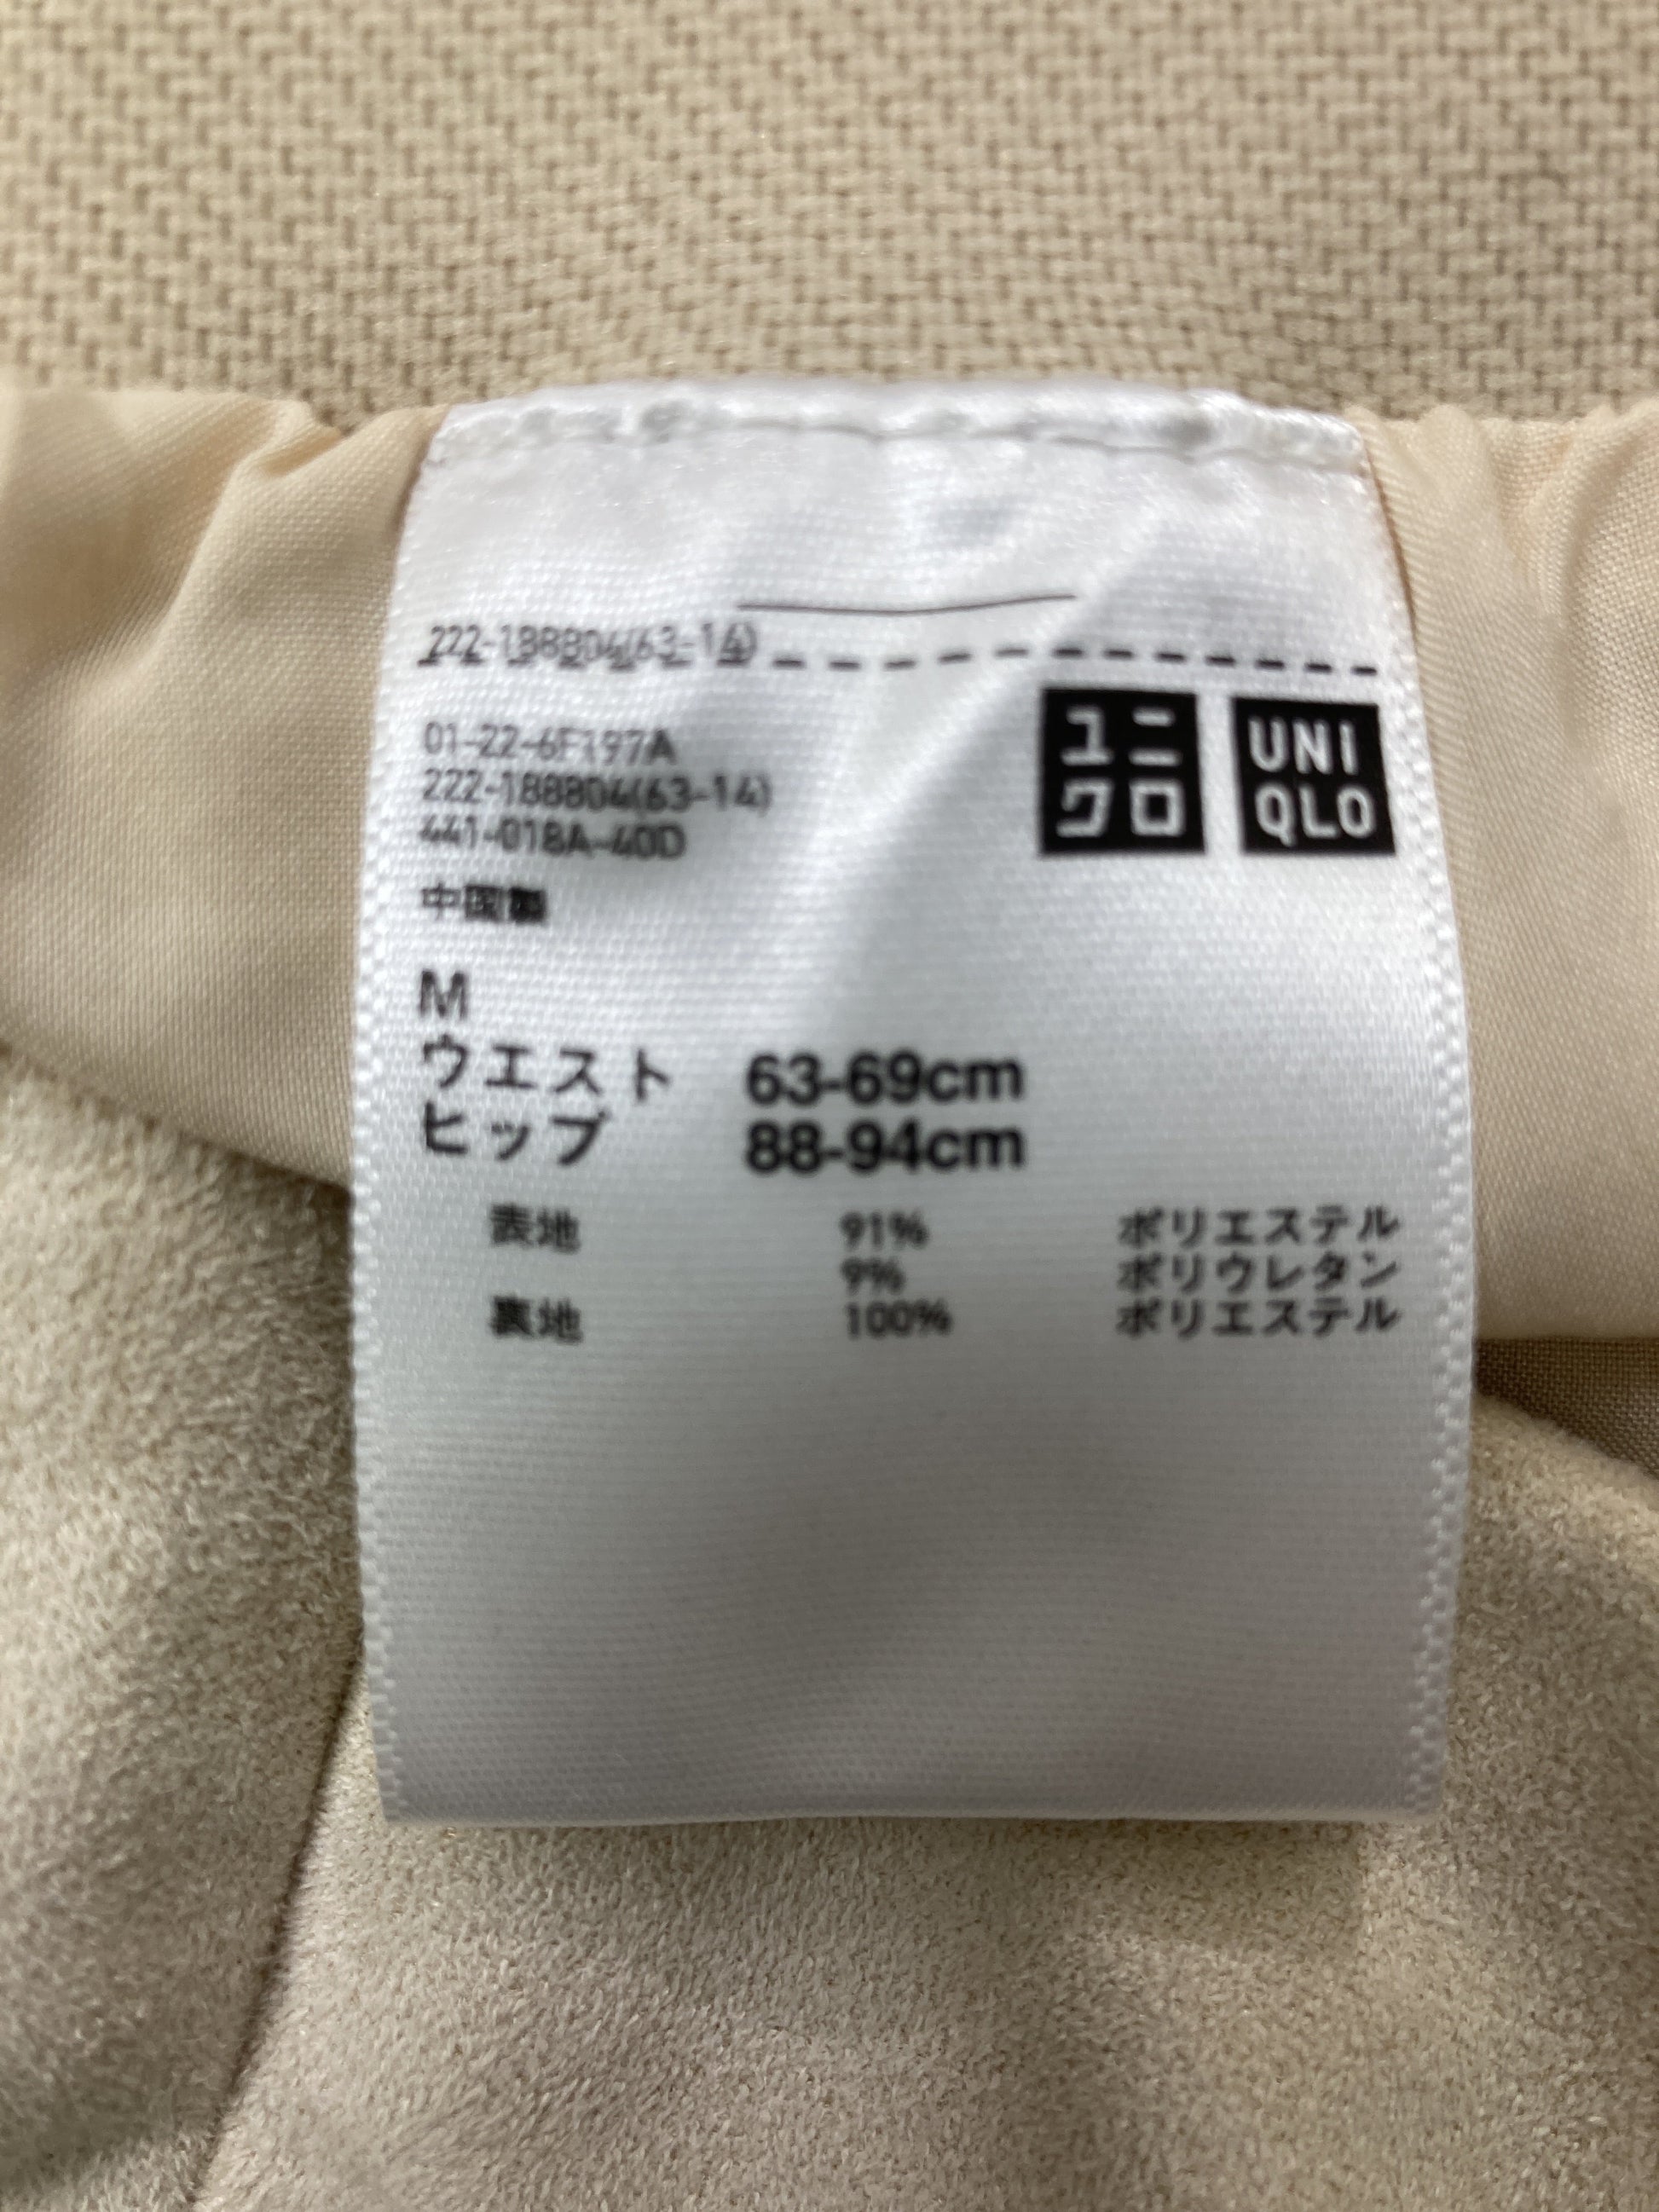 222-188804(63-14)
ユニ
クロ
UNI
QLO
01-22-6F197A
222-188804(63-14)
441-018A-40D
中国製
M
ウエスト 63-69cm
ヒップ 88-94cm
表地 91% ポリエステル
9% ポリウレタン
裏地 100% ポリエステル